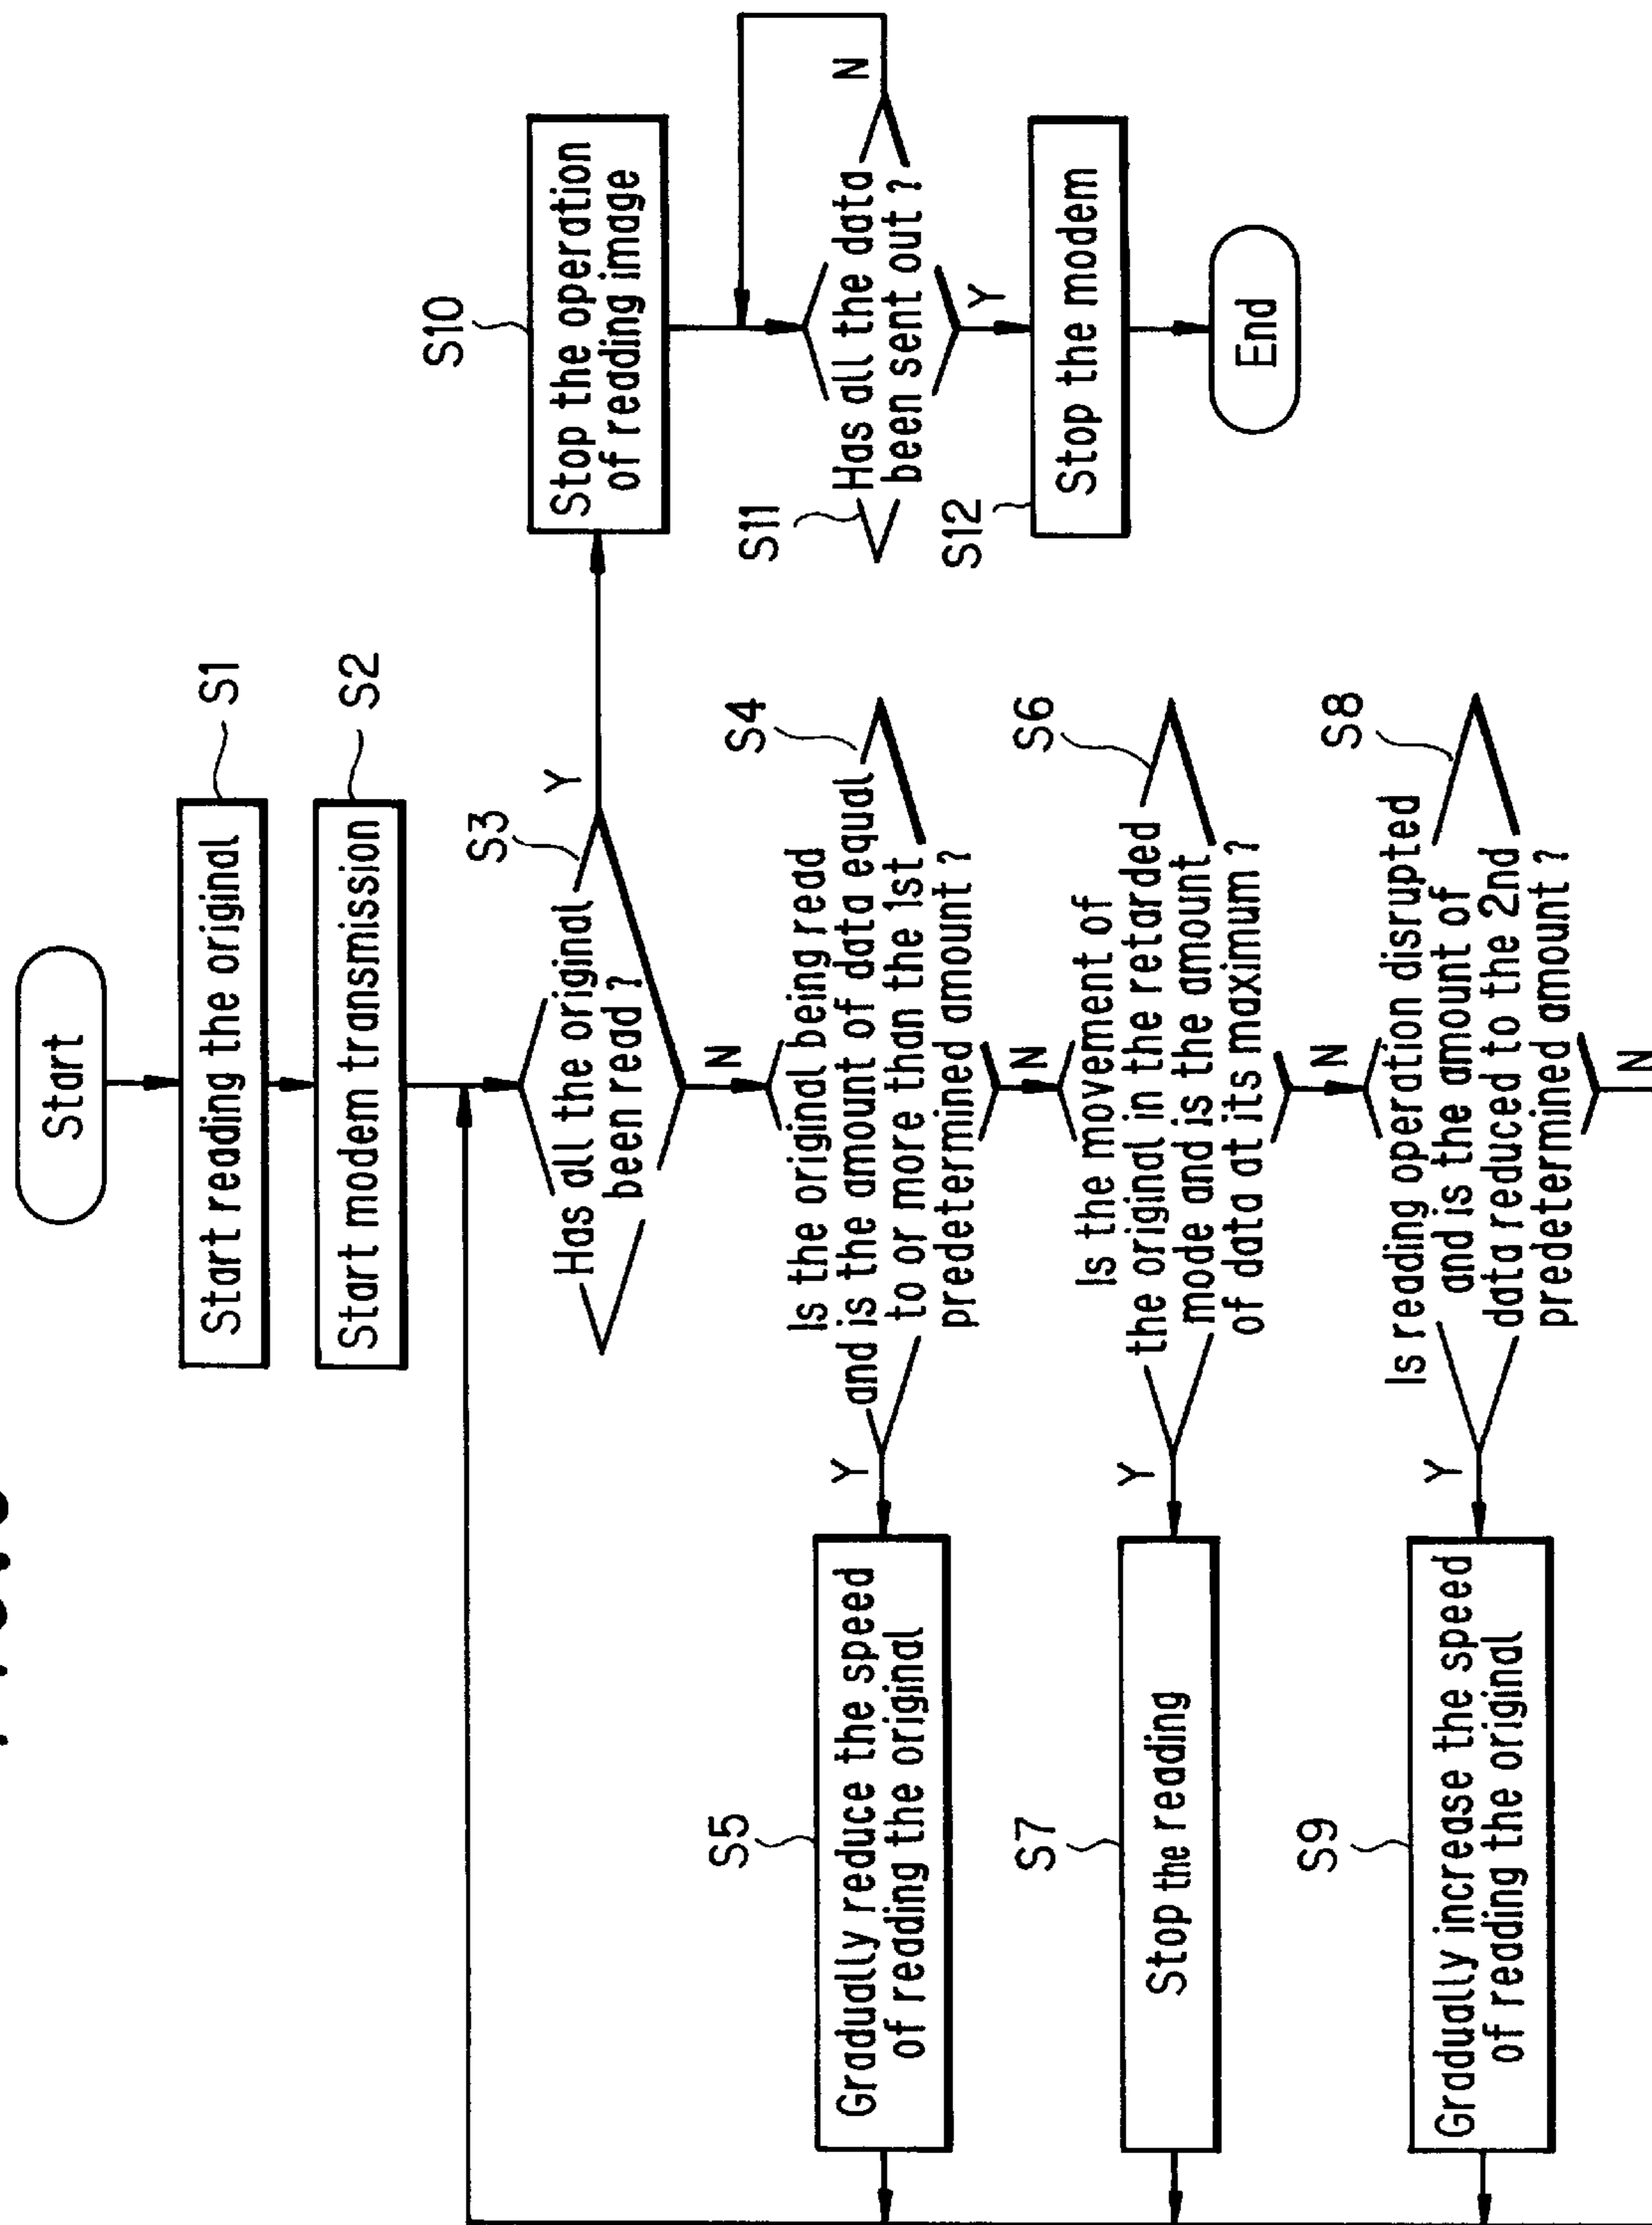 Start
S1
Start reading the original
S2
Start modem transmission
S3
Has all the original
been read ?
Y
N
S10
Stop the operation
of reading image
S11
Has all the data
been sent out ?
N
Y
S12
Stop the modem
End
S4
Is the original being read
and is the amount of data equal
to or more than the 1st
predetermined amount ?
Y
N
S5
Gradually reduce the speed
of reading the original
S6
Is the movement of
the original in the retarded
mode and is the amount
of data at its maximum ?
Y
N
S7
Stop the reading
S8
Is reading operation disrupted
and is the amount of
data reduced to the 2nd
predetermined amount ?
Y
N
S9
Gradually increase the speed
of reading the original